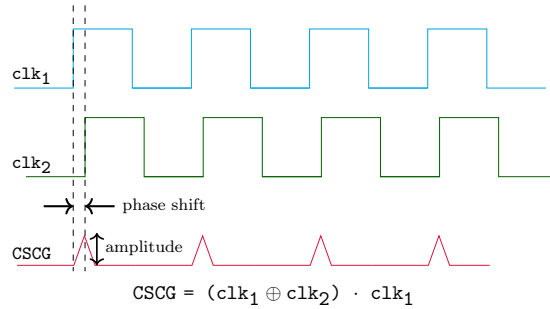 clk₁
clk₂
phase shift
CSCG
amplitude
CSCG = (clk₁ ⊕ clk₂) · clk₁